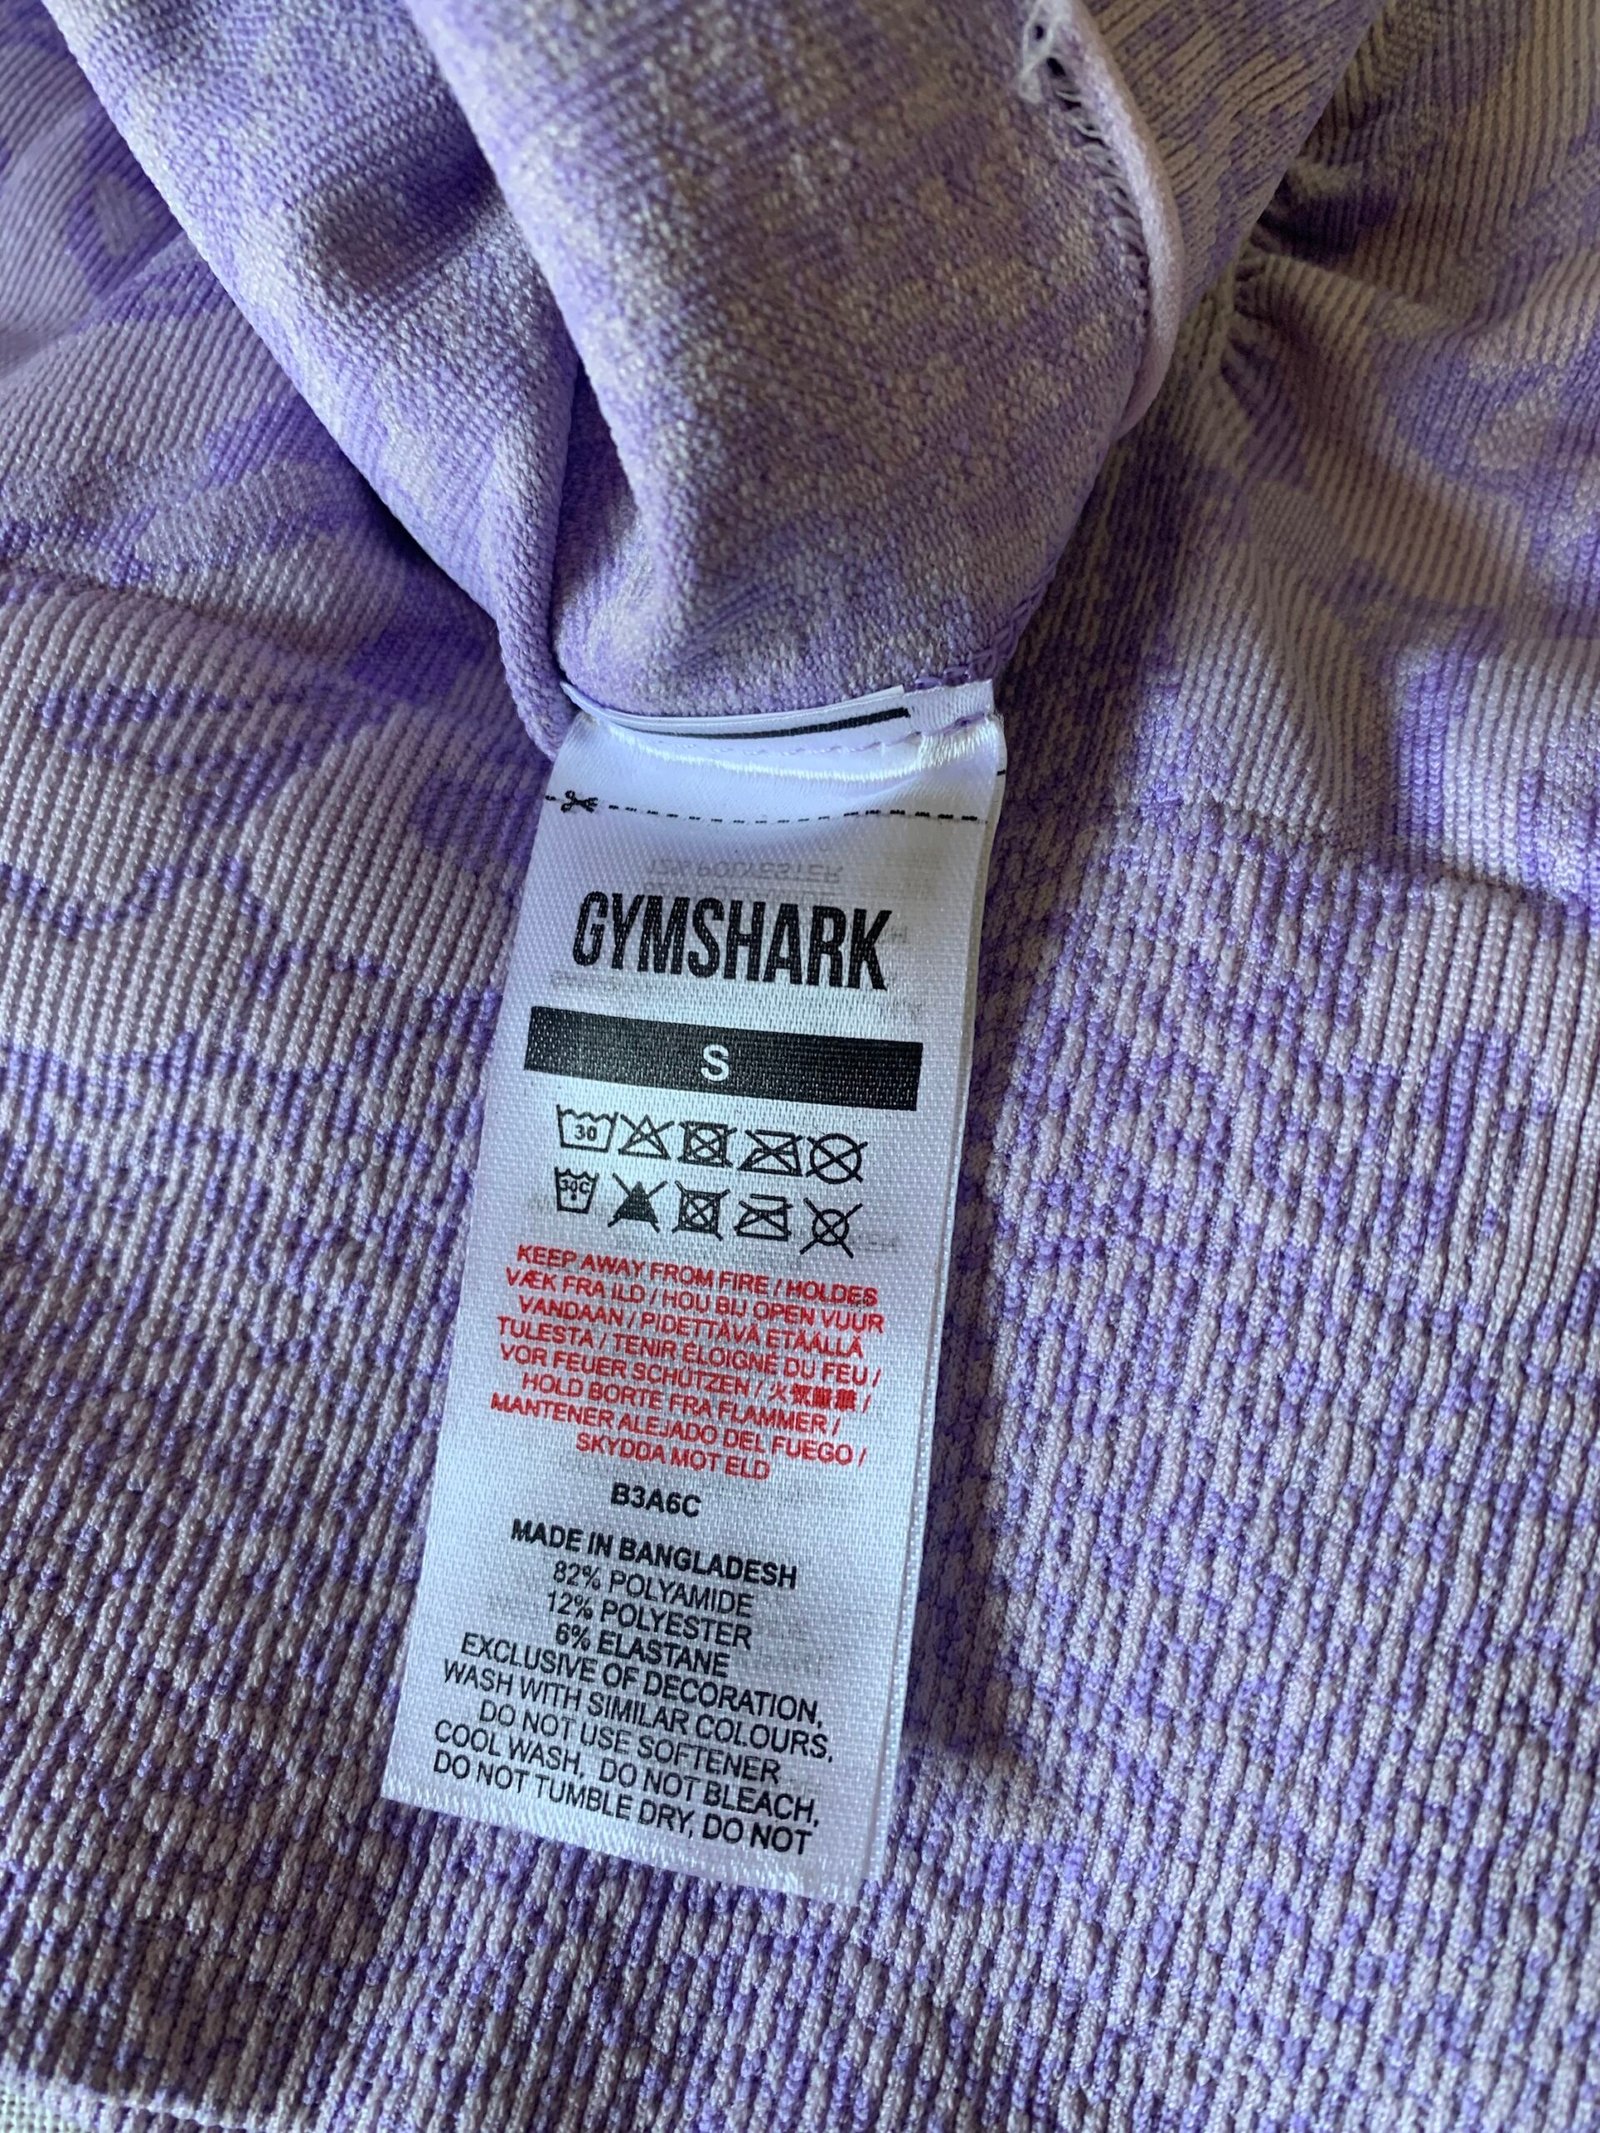 GYMSHARK
S
30
30C
KEEP AWAY FROM FIRE / HOLDES
VÆK FRA ILD / HOU BIJ OPEN VUUR
VANDAAN / PIDETTÄVÄ ETÄÄLLÄ
TULESTA / TENIR ÉLOIGNÉ DU FEU /
VOR FEUER SCHÜTZEN / 火気厳禁 /
HOLD BORTE FRA FLAMMER /
MANTENER ALEJADO DEL FUEGO /
SKYDDA MOT ELD
B3A6C
MADE IN BANGLADESH
82% POLYAMIDE
12% POLYESTER
6% ELASTANE
EXCLUSIVE OF DECORATION,
WASH WITH SIMILAR COLOURS,
DO NOT USE SOFTENER
COOL WASH, DO NOT BLEACH,
DO NOT TUMBLE DRY, DO NOT